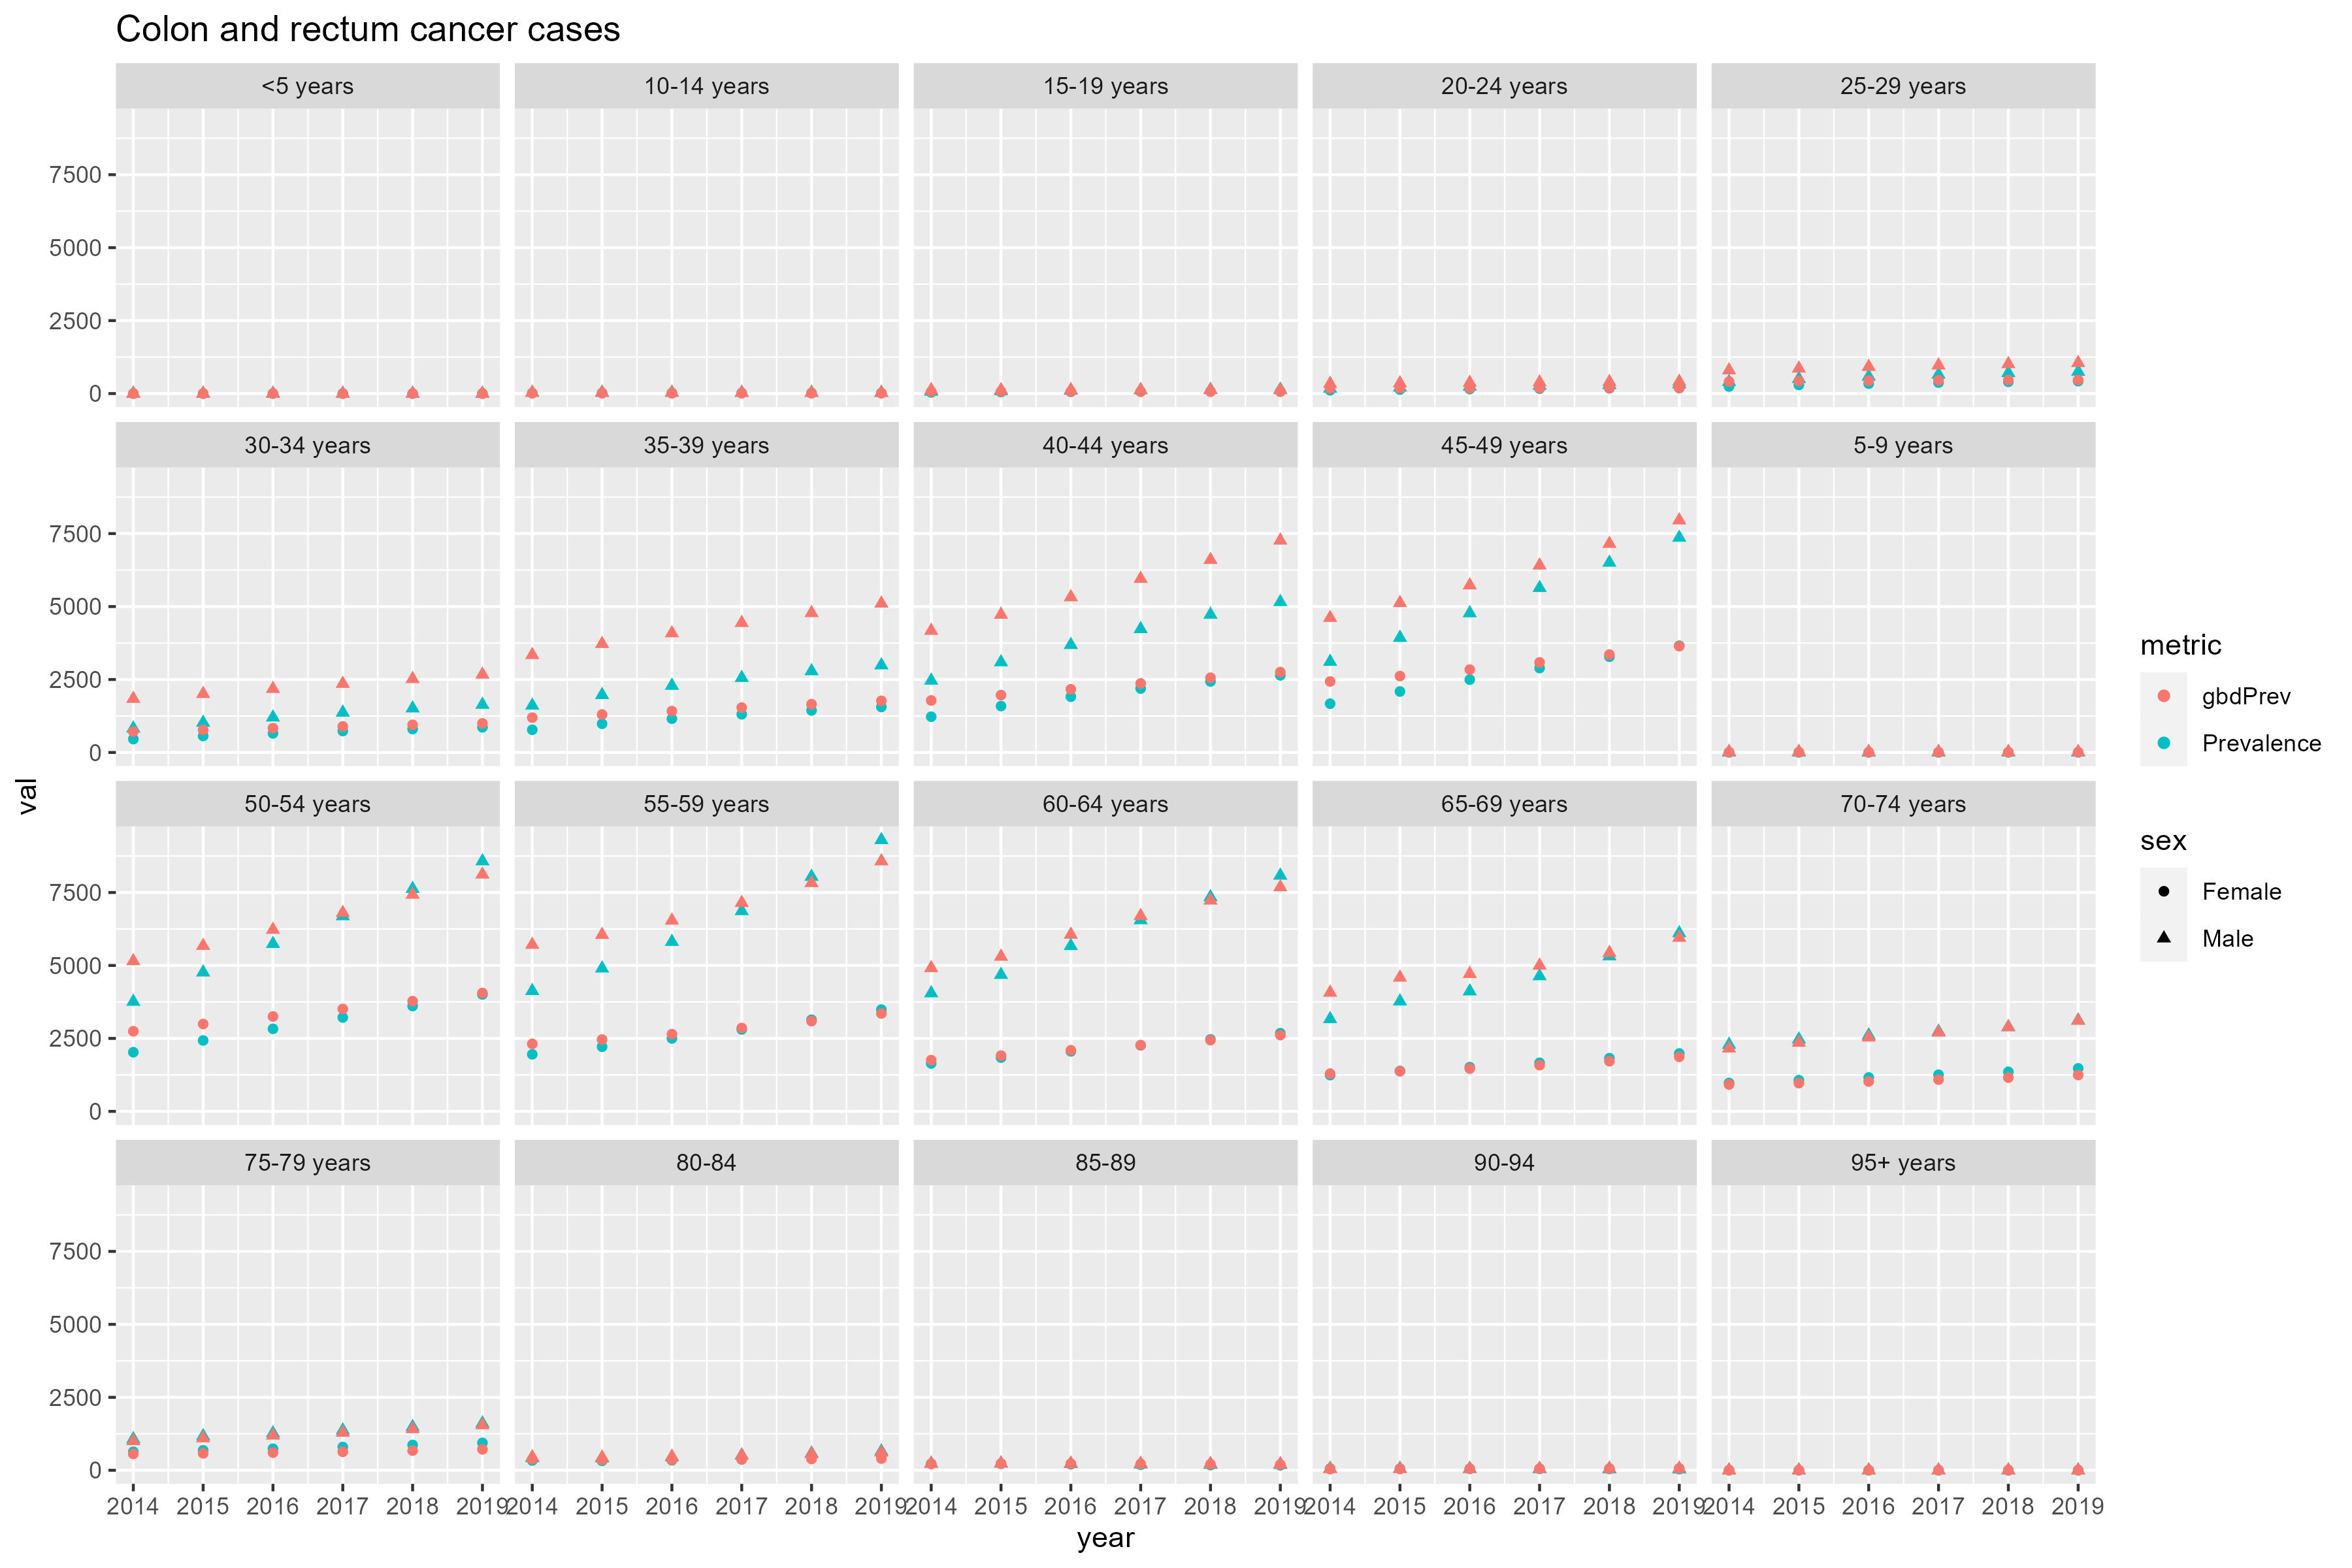 Colon and rectum cancer cases
<5 years 10-14 years 15-19 years 20-24 years 25-29 years
7500
5000
2500
0
30-34 years 35-39 years 40-44 years 45-49 years 5-9 years
7500
5000
2500
0
50-54 years 55-59 years 60-64 years 65-69 years 70-74 years
7500
5000
2500
0
75-79 years 80-84 85-89 90-94 95+ years
7500
5000
2500
0
2014 2015 2016 2017 2018 2019 2014 2015 2016 2017 2018 2019 2014 2015 2016 2017 2018 2019 2014 2015 2016 2017 2018 2019 2014 2015 2016 2017 2018 2019
year
val
metric
gbdPrev
Prevalence
sex
Female
Male